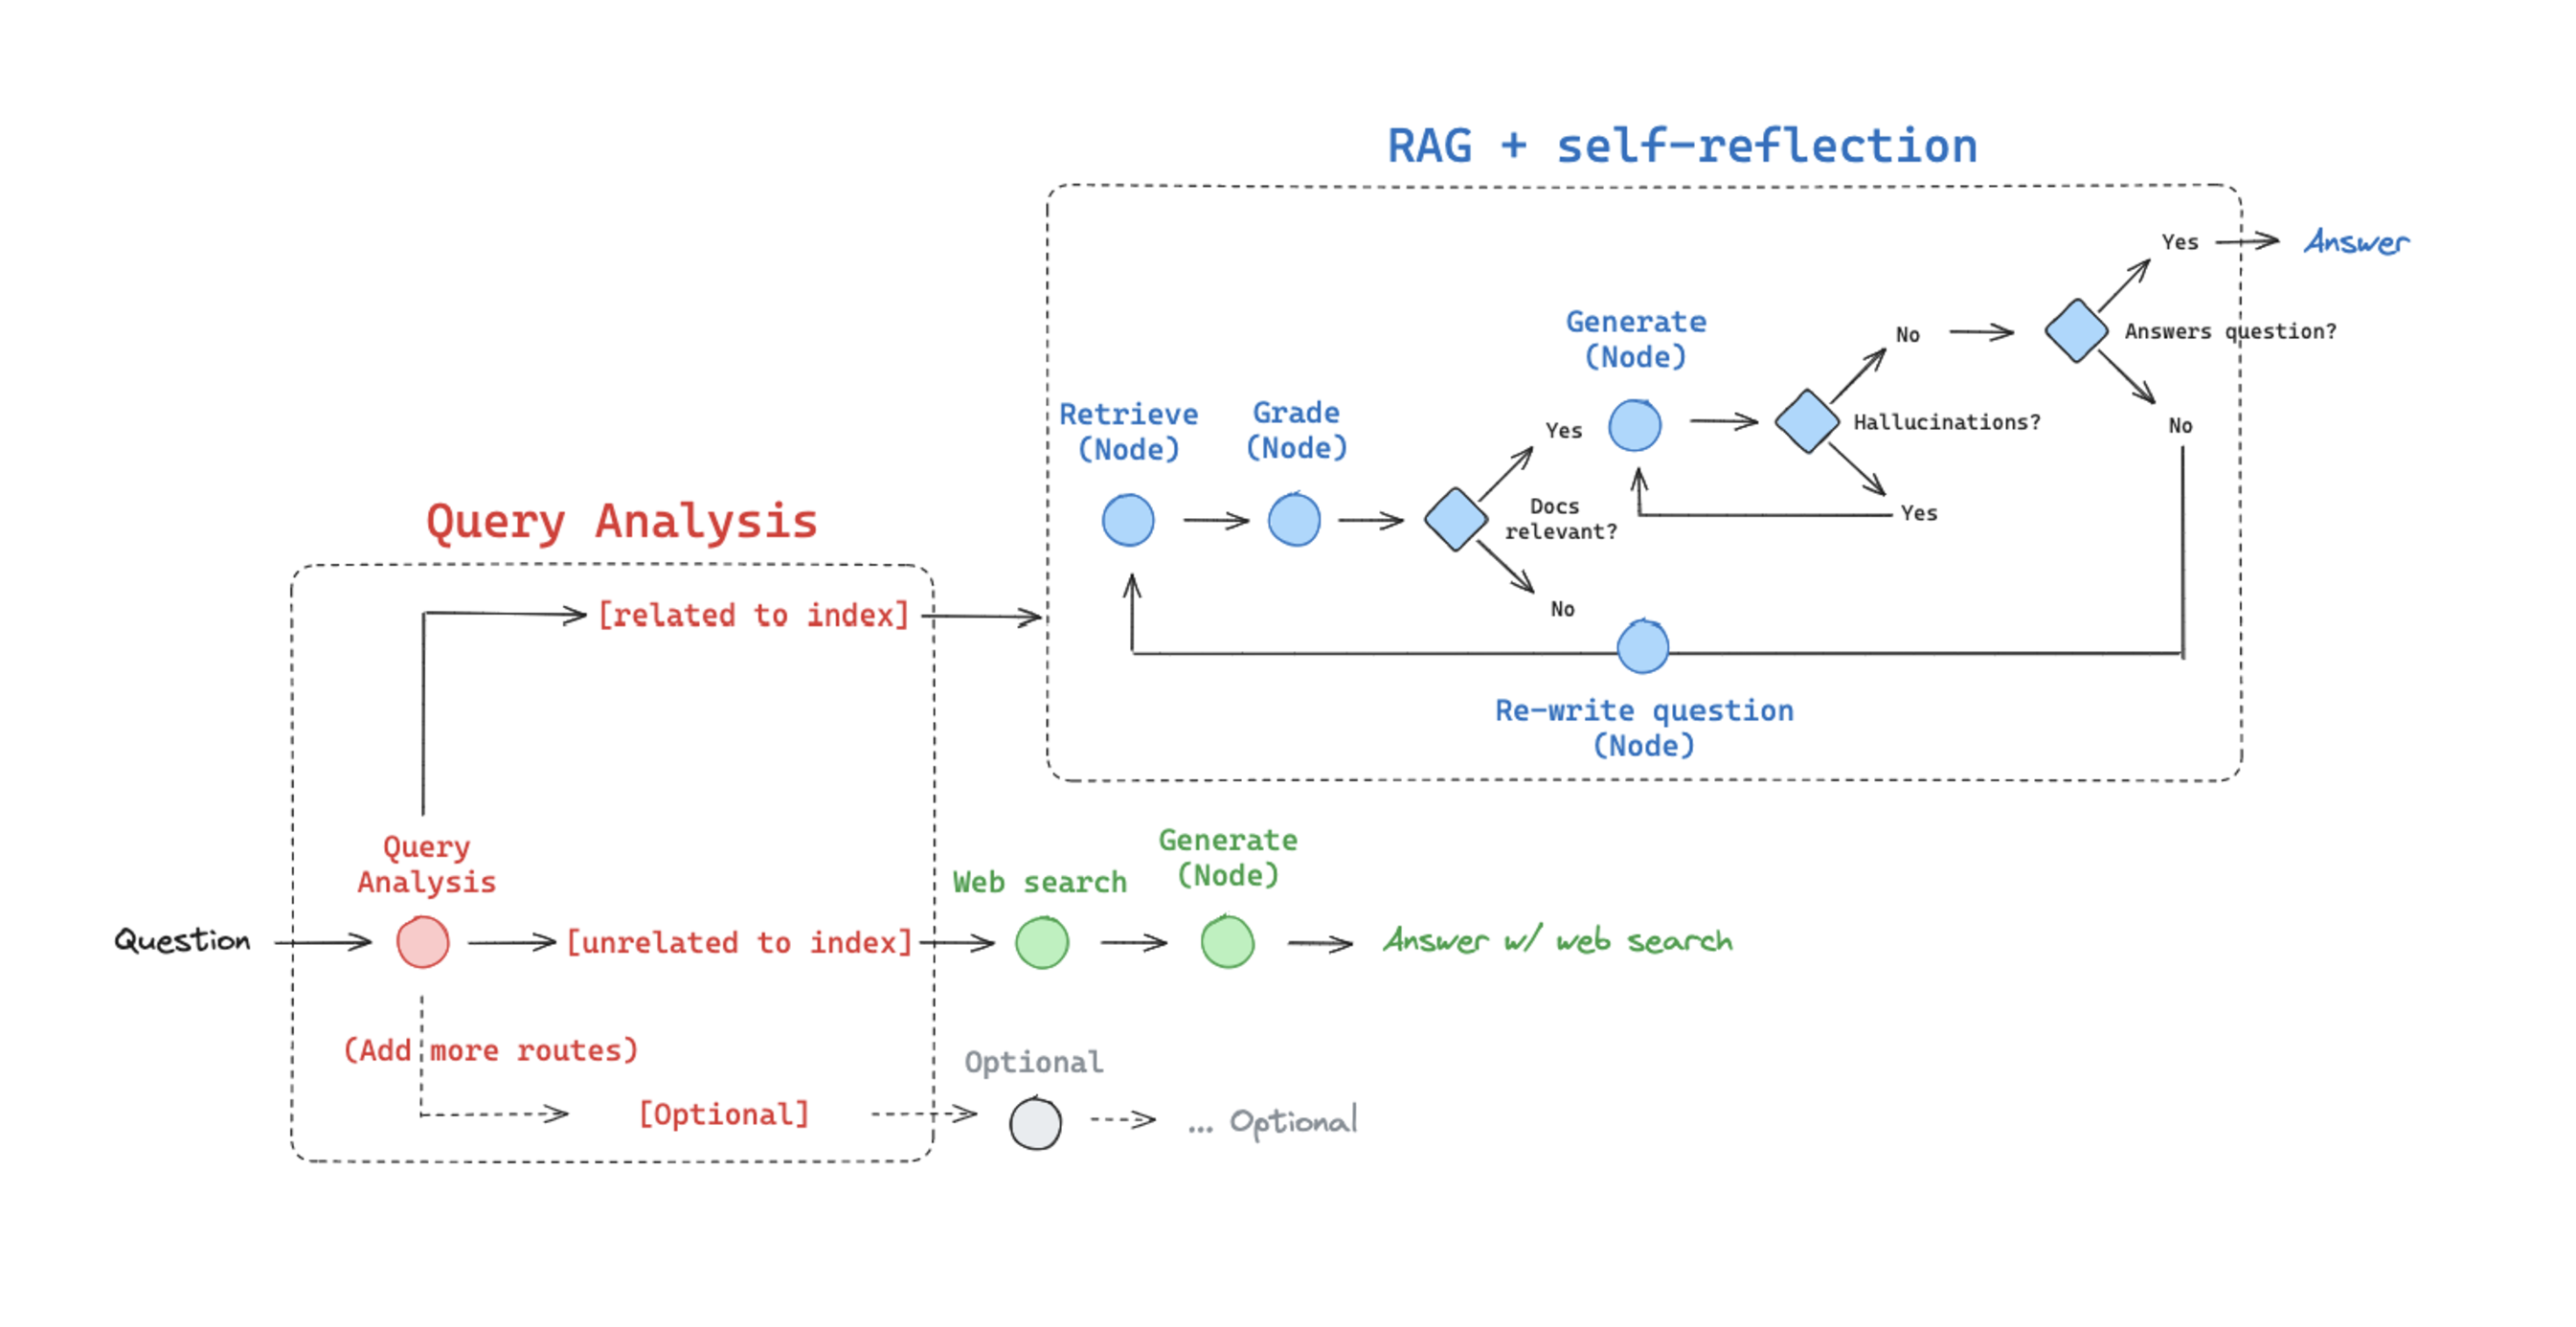 RAG + self-reflection
Yes
Answer
Generate
(Node)
No
Answers question?
Retrieve
(Node)
Grade
(Node)
Yes
Hallucinations?
No
Docs
relevant?
Yes
No
Re-write question
(Node)
Query Analysis
[related to index]
Query
Analysis
Question
[unrelated to index]
Web search
Generate
(Node)
Answer w/ web search
(Add more routes)
[Optional]
Optional
... Optional